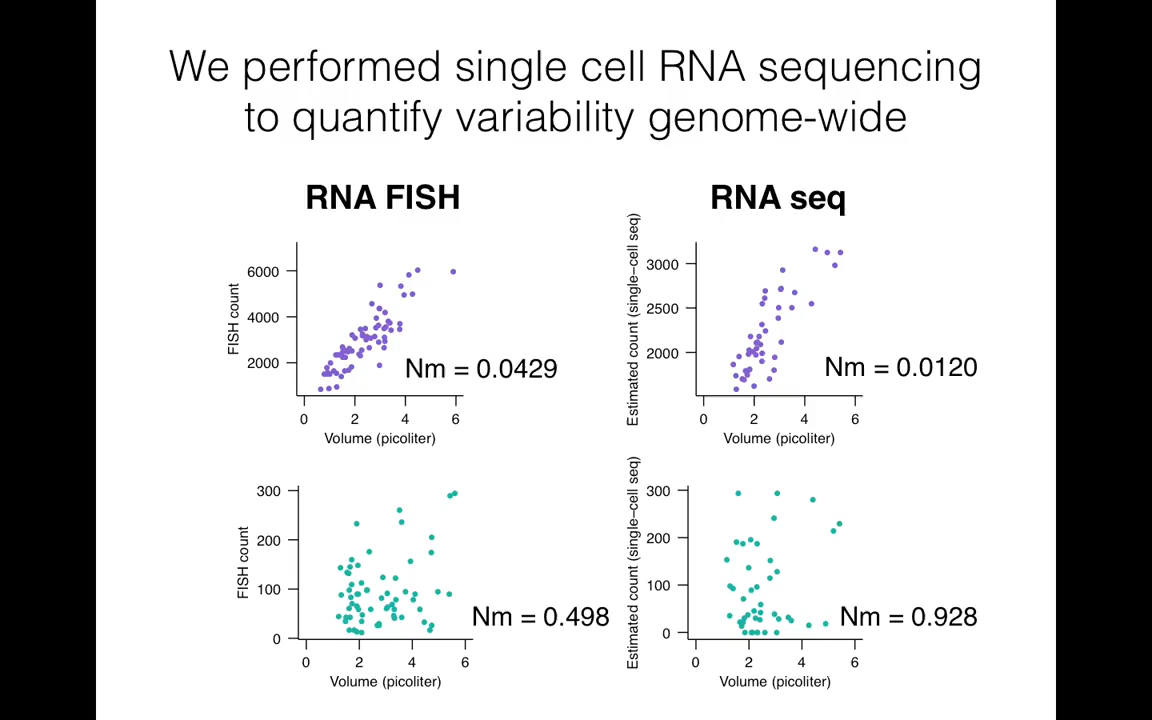 We performed single cell RNA sequencing
to quantify variability genome-wide
RNA FISH
RNA seq
FISH count
6000
4000
2000
0 2 4 6
Volume (picoliter)
Nm = 0.0429
Estimated count (single−cell seq)
3000
2500
2000
0 2 4 6
Volume (picoliter)
Nm = 0.0120
FISH count
300
200
100
0
0 2 4 6
Volume (picoliter)
Nm = 0.498
Estimated count (single−cell seq)
300
200
100
0
0 2 4 6
Volume (picoliter)
Nm = 0.928